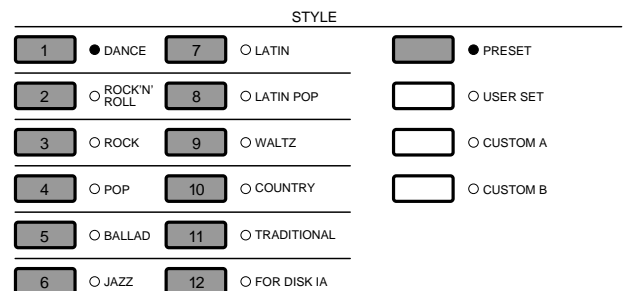 STYLE
1 DANCE 7 LATIN PRESET
2 ROCK'N' ROLL 8 LATIN POP USER SET
3 ROCK 9 WALTZ CUSTOM A
4 POP 10 COUNTRY CUSTOM B
5 BALLAD 11 TRADITIONAL
6 JAZZ 12 FOR DISK IA